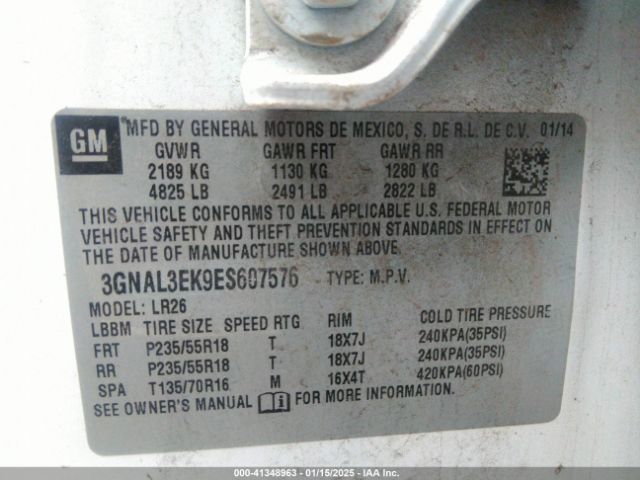 GM
MFD BY GENERAL MOTORS DE MEXICO, S. DE R.L. DE C.V. 01/14
GVWR GAWR FRT GAWR RR
2189 KG 1130 KG 1280 KG
4825 LB 2491 LB 2822 LB
THIS VEHICLE CONFORMS TO ALL APPLICABLE U.S. FEDERAL MOTOR
VEHICLE SAFETY AND THEFT PREVENTION STANDARDS IN EFFECT
ON THE DATE OF MANUFACTURE SHOWN ABOVE.
3GNAL3EK9ES607576 TYPE: M.P.V.
MODEL: LR26
LBBM TIRE SIZE SPEED RTG RIM COLD TIRE PRESSURE
FRT P235/55R18 T 18X7J 240KPA(35PSI)
RR P235/55R18 T 18X7J 240KPA(35PSI)
SPA T135/70R16 M 16X4T 420KPA(60PSI)
SEE OWNER'S MANUAL FOR MORE INFORMATION.
000-41348963 - 01/15/2025 - IAA Inc.